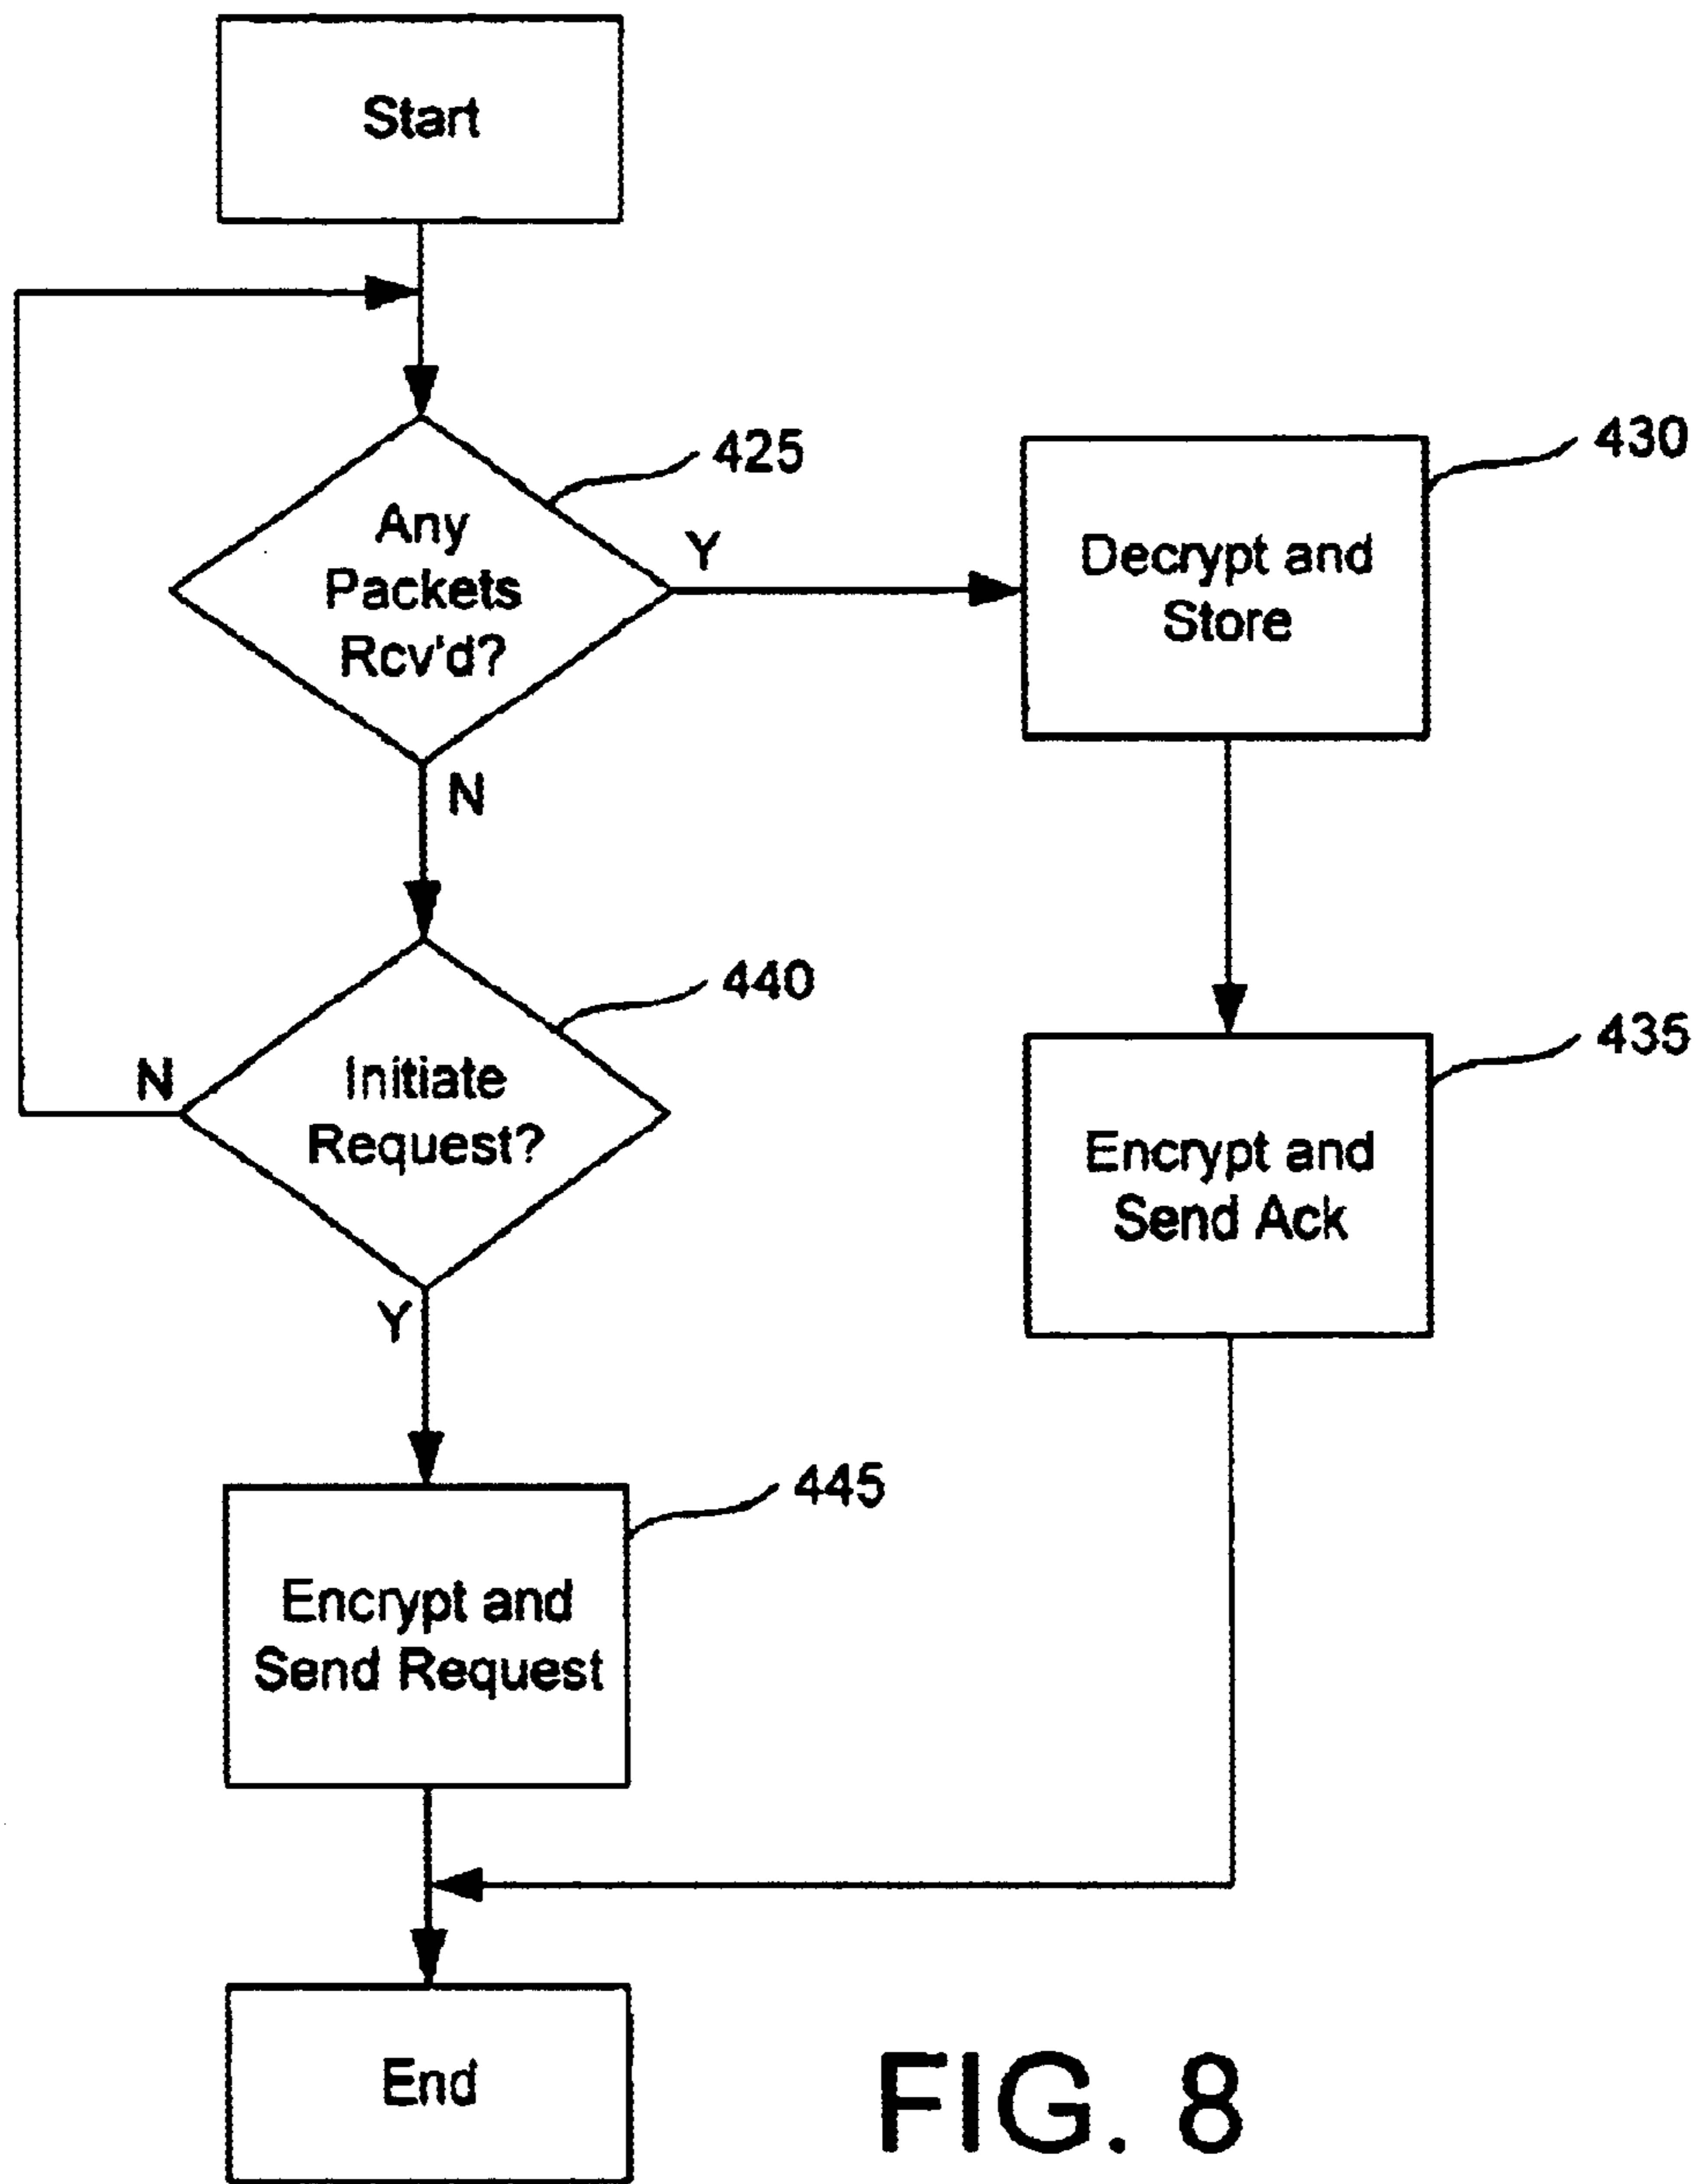 Start
425
Any
Packets
Rcv'd?
Y
N
430
Decrypt and
Store
440
Initiate
Request?
N
Y
435
Encrypt and
Send Ack
445
Encrypt and
Send Request
End
FIG. 8